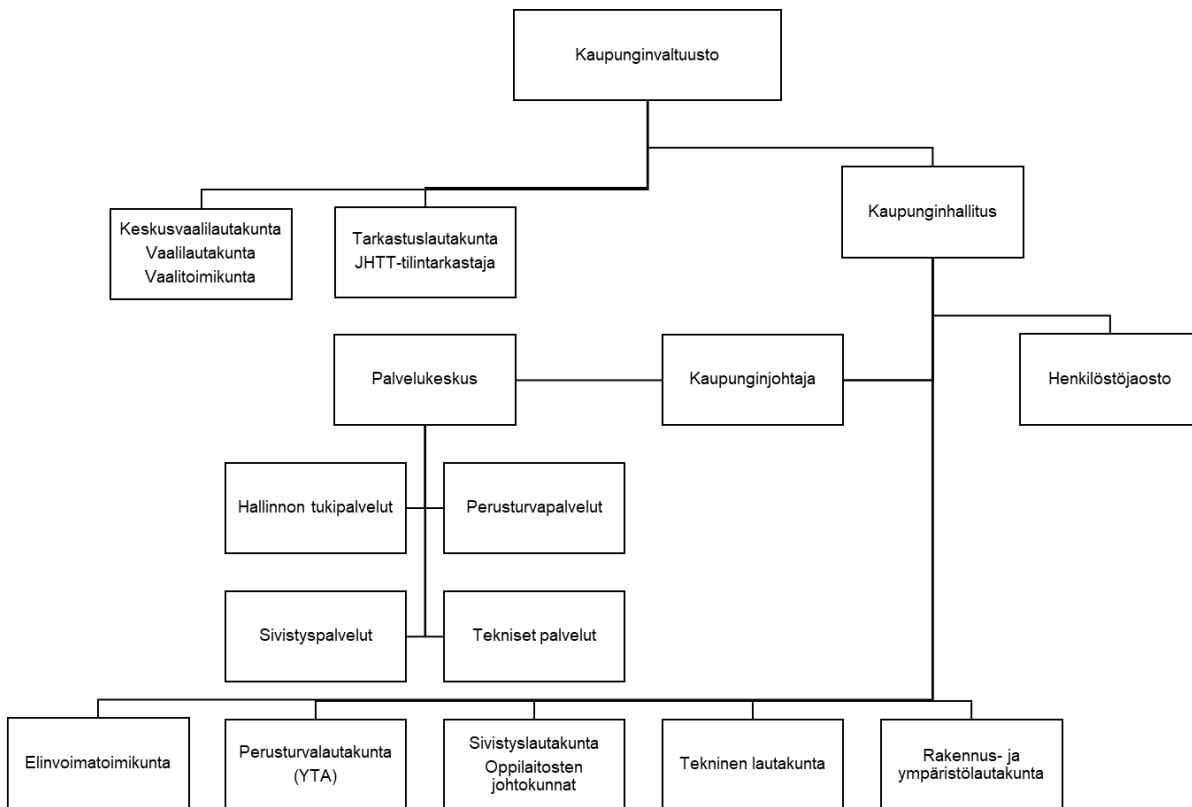 Kaupunginvaltuusto
Kaupunginhallitus
Keskusvaalilautakunta
Vaalilautakunta
Vaalitoimikunta
Tarkastuslautakunta
JHTT-tilintarkastaja
Palvelukeskus
Kaupunginjohtaja
Henkilöstöjaosto
Hallinnon tukipalvelut
Perusturvapalvelut
Sivistyspalvelut
Tekniset palvelut
Elinvoimatoimikunta
Perusturvalautakunta
(YTA)
Sivistyslautakunta
Oppilaitosten
johtokunnat
Tekninen lautakunta
Rakennus- ja
ympäristölautakunta